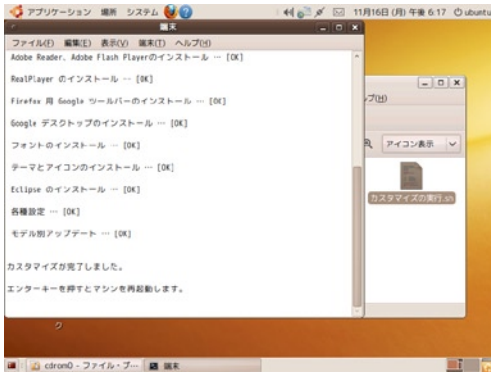 アプリケーション 場所 システム
11月16日 (月) 午後 6:17 ubuntu
端末
ファイル(F) 編集(E) 表示(V) 端末(T) ヘルプ(H)
Adobe Reader、Adobe Flash Playerのインストール … [OK]
RealPlayer のインストール … [OK]
Firefox 用 Google ツールバーのインストール … [OK]
Google デスクトップのインストール … [OK]
フォントのインストール … [OK]
テーマとアイコンのインストール … [OK]
Eclipse のインストール … [OK]
各種設定 … [OK]
モデル別アップデート … [OK]
カスタマイズが完了しました。
エンターキーを押すとマシンを再起動します。
プ(H)
アイコン表示
カスタマイズの実行.sh
ク
cdrom0 - ファイル・ブ… 端末